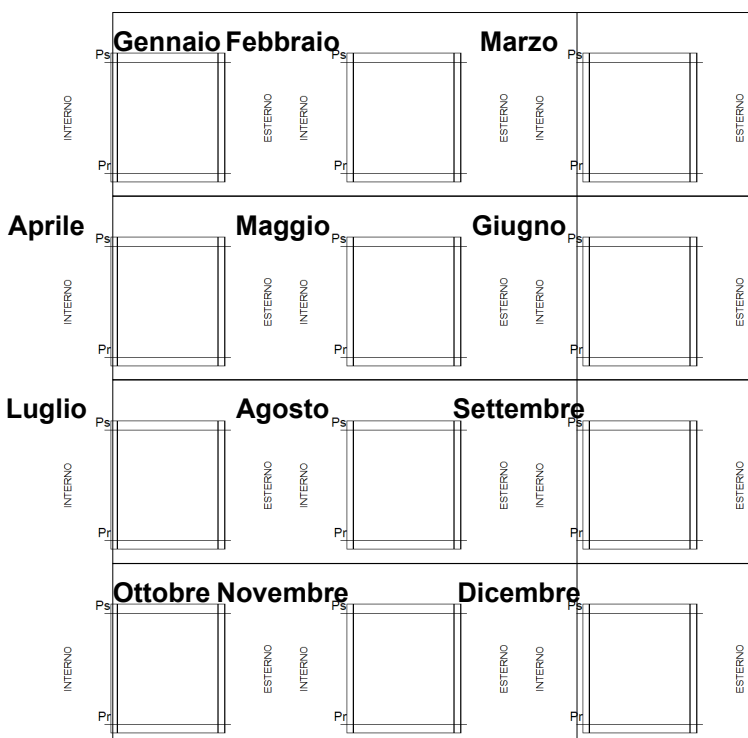 Gennaio Febbraio Marzo
Ps Ps Ps
INTERNO ESTERNO INTERNO ESTERNO INTERNO ESTERNO
Pr Pr Pr
Aprile Maggio Giugno
Ps Ps Ps
INTERNO ESTERNO INTERNO ESTERNO INTERNO ESTERNO
Pr Pr Pr
Luglio Agosto Settembre
Ps Ps Ps
INTERNO ESTERNO INTERNO ESTERNO INTERNO ESTERNO
Pr Pr Pr
Ottobre Novembre Dicembre
Ps Ps Ps
INTERNO ESTERNO INTERNO ESTERNO INTERNO ESTERNO
Pr Pr Pr